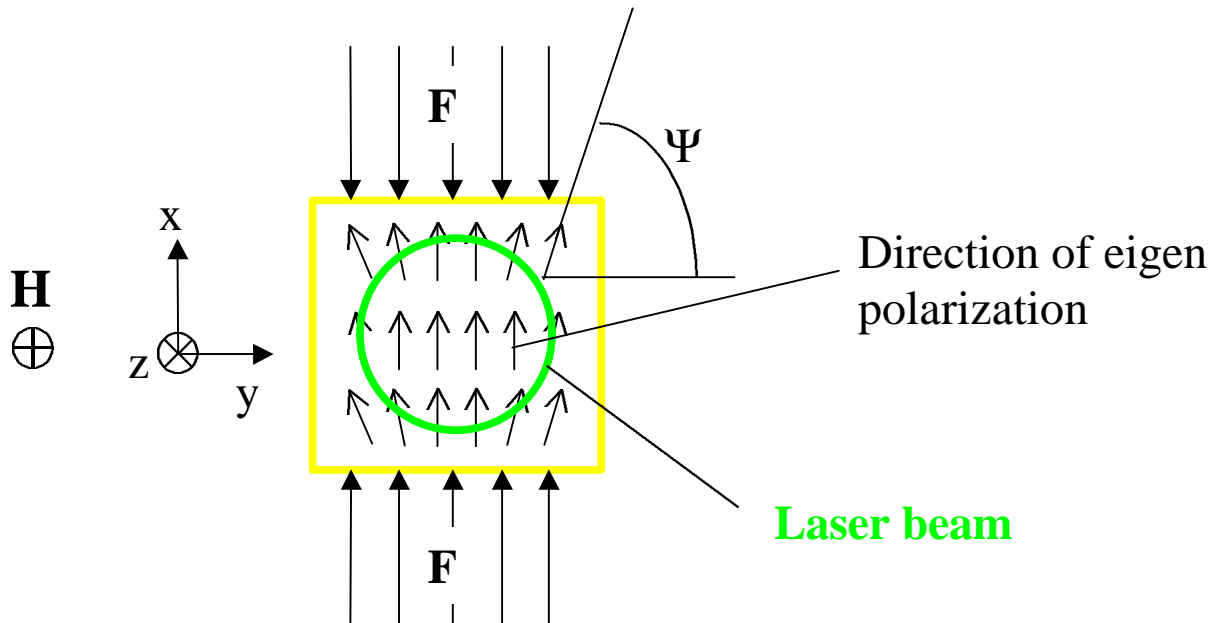 F
Ψ
x
H
z
y
Direction of eigen
polarization
Laser beam
F